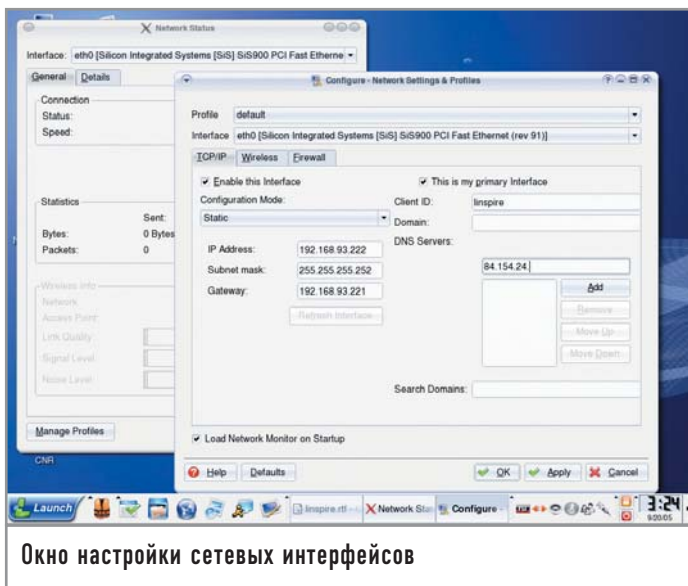 Network Status
Interface: eth0 [Silicon Integrated Systems [SiS] SiS900 PCI Fast Etherne
General Details
Connection
Status:
Speed:
Statistics
Sent:
Bytes: 0 Bytes
Packets: 0
Wireless Info
Network:
Access Point:
Link Quality:
Signal Level:
Noise Level:
Manage Profiles
Configure - Network Settings & Profiles
Profile default
Interface eth0 [Silicon Integrated Systems [SiS] SiS900 PCI Fast Ethernet (rev 91)]
TCP/IP Wireless Firewall
Enable this Interface This is my primary Interface
Configuration Mode: Client ID: linspire
Static Domain:
DNS Servers:
IP Address: 192.168.93.222 84.154.24.
Subnet mask: 255.255.255.252 Add
Gateway: 192.168.93.221 Remove
Refresh Interface Move Up
Move Down
Search Domains:
Load Network Monitor on Startup
Help Defaults OK Apply Cancel
CNR
Launch linspire.rtf Network Stat Configure - 3:24
9/20/05
Окно настройки сетевых интерфейсов